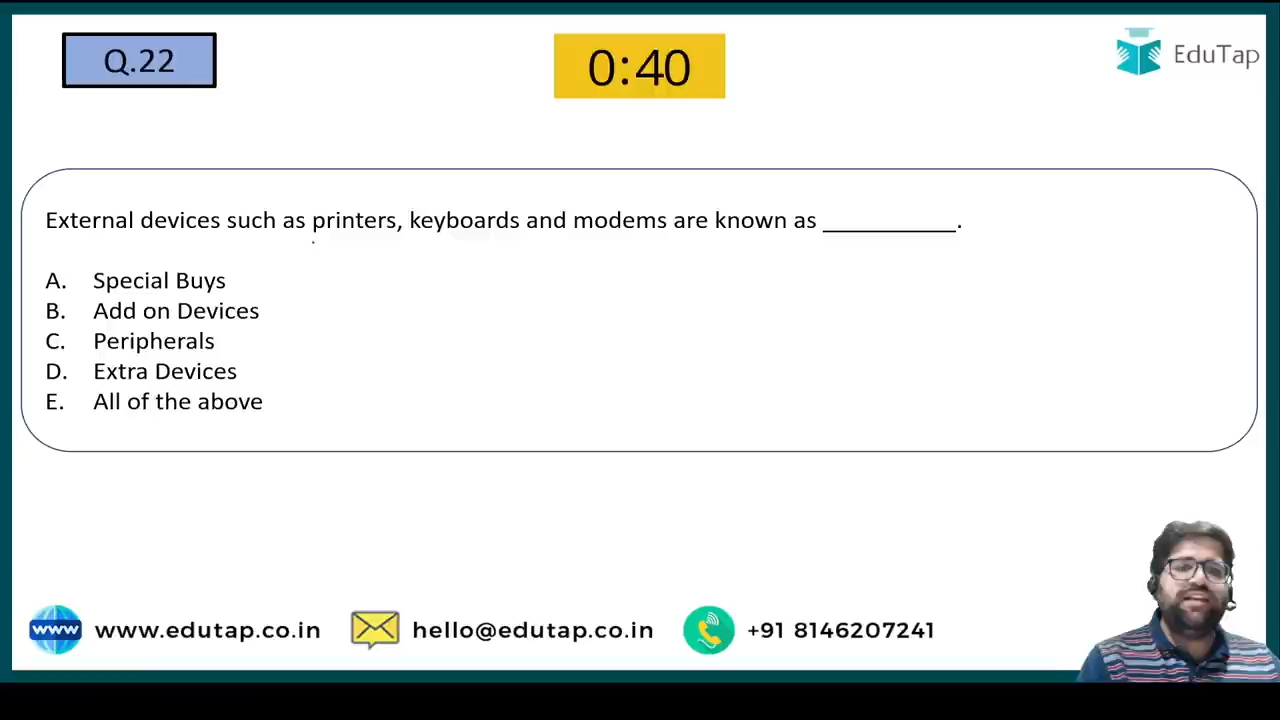 Q.22
0:40
EduTap
External devices such as printers, keyboards and modems are known as ___________.
A. Special Buys
B. Add on Devices
C. Peripherals
D. Extra Devices
E. All of the above
www
www.edutap.co.in
hello@edutap.co.in
+91 8146207241